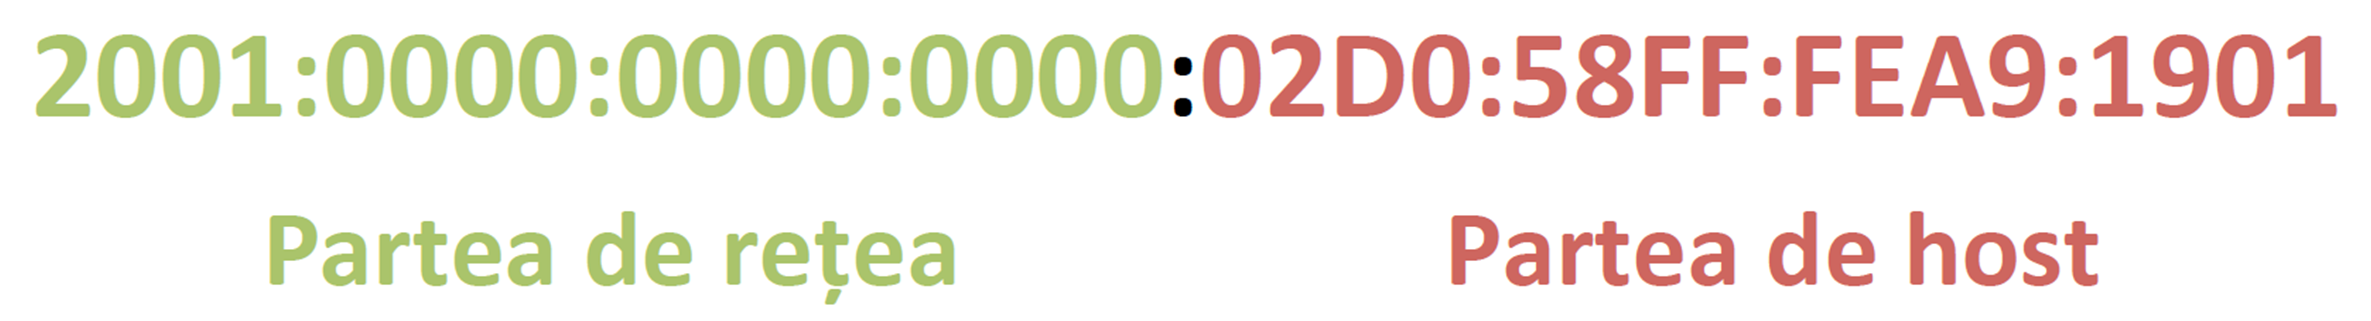 2001:0000:0000:0000:02D0:58FF:FEA9:1901
Partea de rețea Partea de host